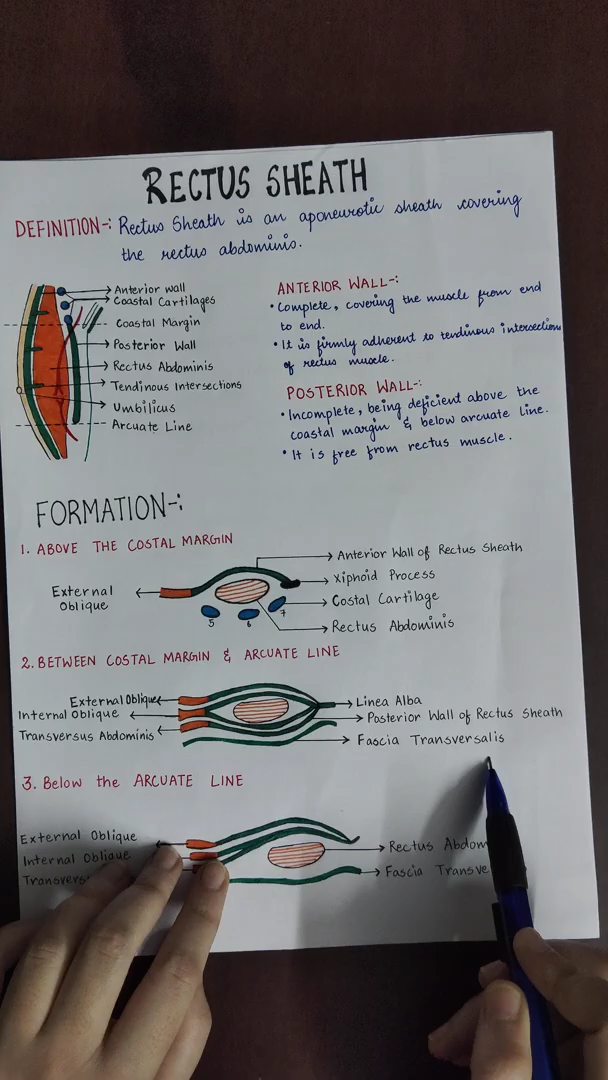 RECTUS SHEATH
DEFINITION-: Rectus Sheath is an aponeurotic sheath covering
the rectus abdominis.
Anterior wall
Coastal Cartilages
Coastal Margin
Posterior Wall
Rectus Abdominis
Tendinous Intersections
Umbilicus
Arcuate Line
ANTERIOR WALL-:
• Complete, covering the muscle from end
to end.
• It is firmly adherent to tendinous intersection
of rectus muscle.
POSTERIOR WALL-:
• Incomplete, being deficient above the
coastal margin & below arcuate line.
• It is free from rectus muscle.
FORMATION-:
1. ABOVE THE COSTAL MARGIN
External
Oblique
Anterior Wall of Rectus Sheath
Xiphoid Process
Costal Cartilage
Rectus Abdominis
5 6 7
2. BETWEEN COSTAL MARGIN & ARCUATE LINE
External Oblique
Internal Oblique
Transversus Abdominis
Linea Alba
Posterior Wall of Rectus Sheath
Fascia Transversalis
3. Below the ARCUATE LINE
External Oblique
Internal Oblique
Transvers
Rectus Abdom
Fascia Transve